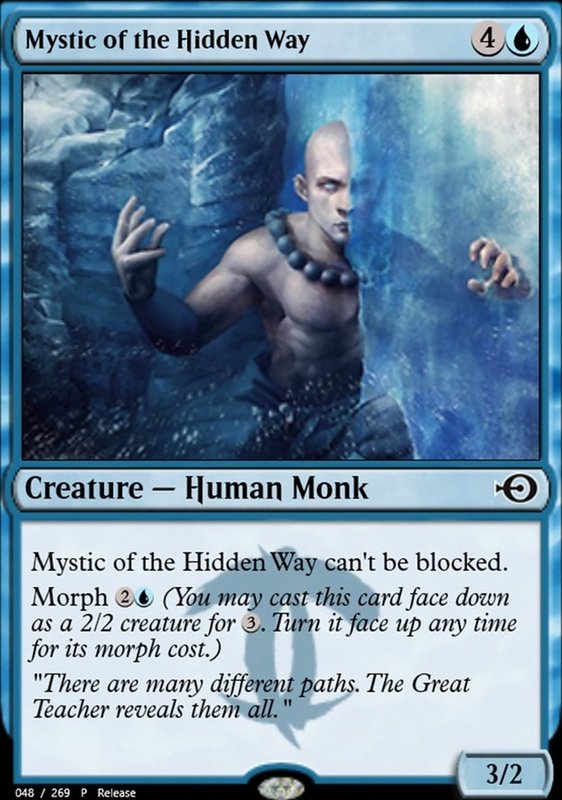 Mystic of the Hidden Way 4
Creature — Human Monk
Mystic of the Hidden Way can't be blocked.
Morph 2 (You may cast this card face down
as a 2/2 creature for 3. Turn it face up any time
for its morph cost.)
"There are many different paths. The Great
Teacher reveals them all."
3/2
048 / 269 P Release